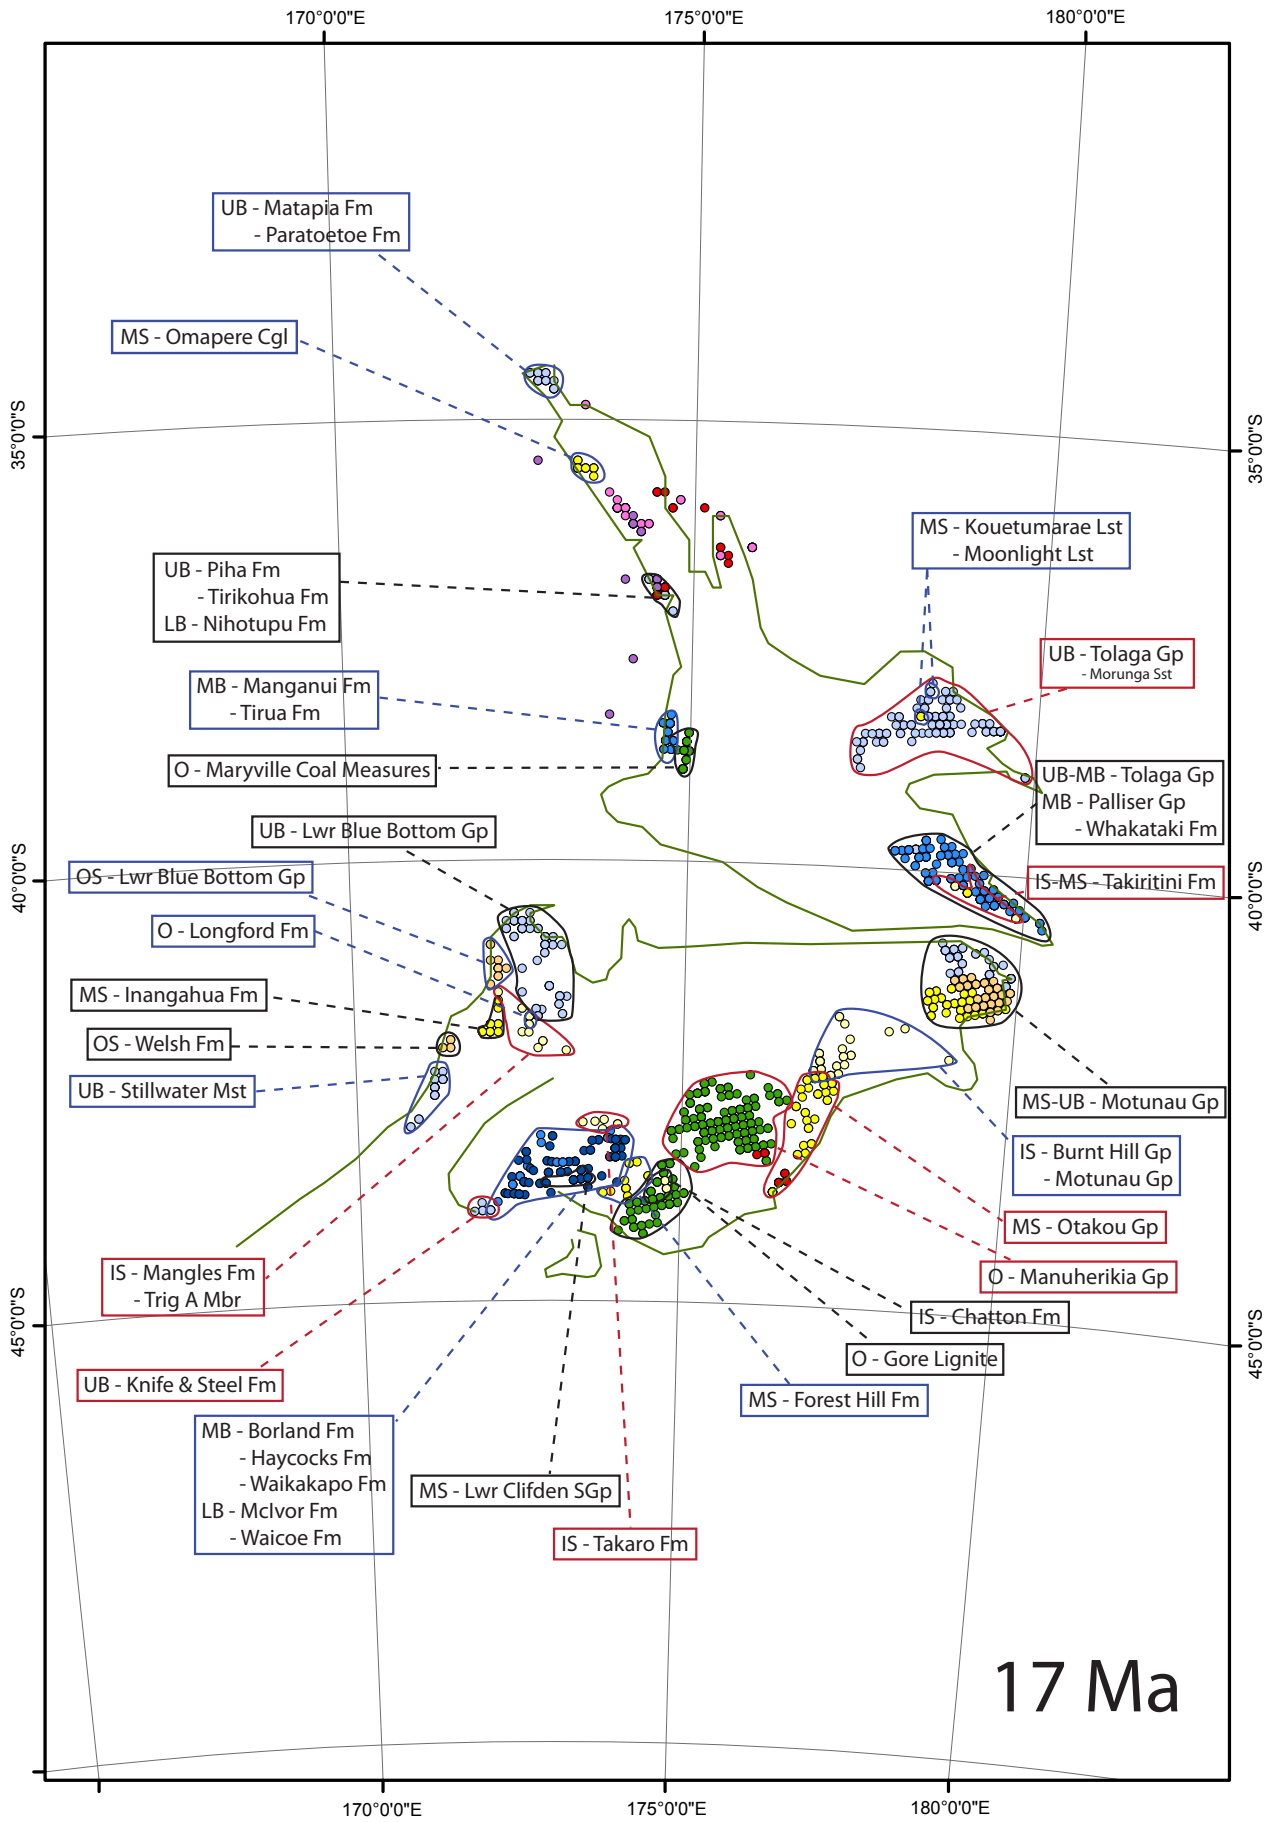 170°0'0"E
175°0'0"E
180°0'0"E
UB - Matapia Fm
- Paratoetoe Fm
MS - Omapere Cgl
35°0'0"S
35°0'0"S
MS - Kouetumarae Lst
- Moonlight Lst
UB - Piha Fm
- Tirikohua Fm
LB - Nihotupu Fm
UB - Tolaga Gp
- Morunga Sst
MB - Manganui Fm
- Tirua Fm
O - Maryville Coal Measures
UB-MB - Tolaga Gp
MB - Palliser Gp
- Whakataki Fm
UB - Lwr Blue Bottom Gp
OS - Lwr Blue Bottom Gp
IS-MS - Takiritini Fm
40°0'0"S
40°0'0"S
O - Longford Fm
MS - Inangahua Fm
OS - Welsh Fm
UB - Stillwater Mst
MS-UB - Motunau Gp
IS - Burnt Hill Gp
- Motunau Gp
MS - Otakou Gp
O - Manuherikia Gp
IS - Mangles Fm
- Trig A Mbr
IS - Chatton Fm
45°0'0"S
45°0'0"S
O - Gore Lignite
UB - Knife & Steel Fm
MS - Forest Hill Fm
MB - Borland Fm
- Haycocks Fm
- Waikakapo Fm
LB - McIvor Fm
- Waicoe Fm
MS - Lwr Clifden SGp
IS - Takaro Fm
17 Ma
170°0'0"E
175°0'0"E
180°0'0"E